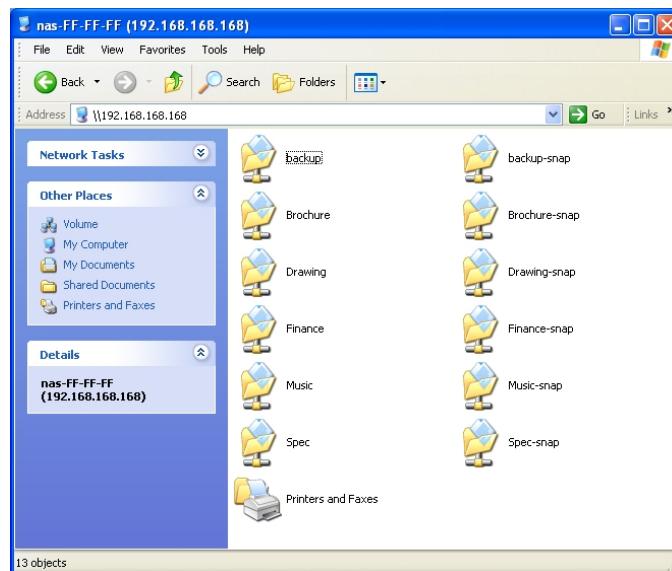 nas-FF-FF-FF (192.168.168.168)
File Edit View Favorites Tools Help
Back Search Folders
Address \\192.168.168.168 Go Links
Network Tasks
Other Places
Volume
My Computer
My Documents
Shared Documents
Printers and Faxes
Details
nas-FF-FF-FF
(192.168.168.168)
backup backup-snap
Brochure Brochure-snap
Drawing Drawing-snap
Finance Finance-snap
Music Music-snap
Spec Spec-snap
Printers and Faxes
13 objects